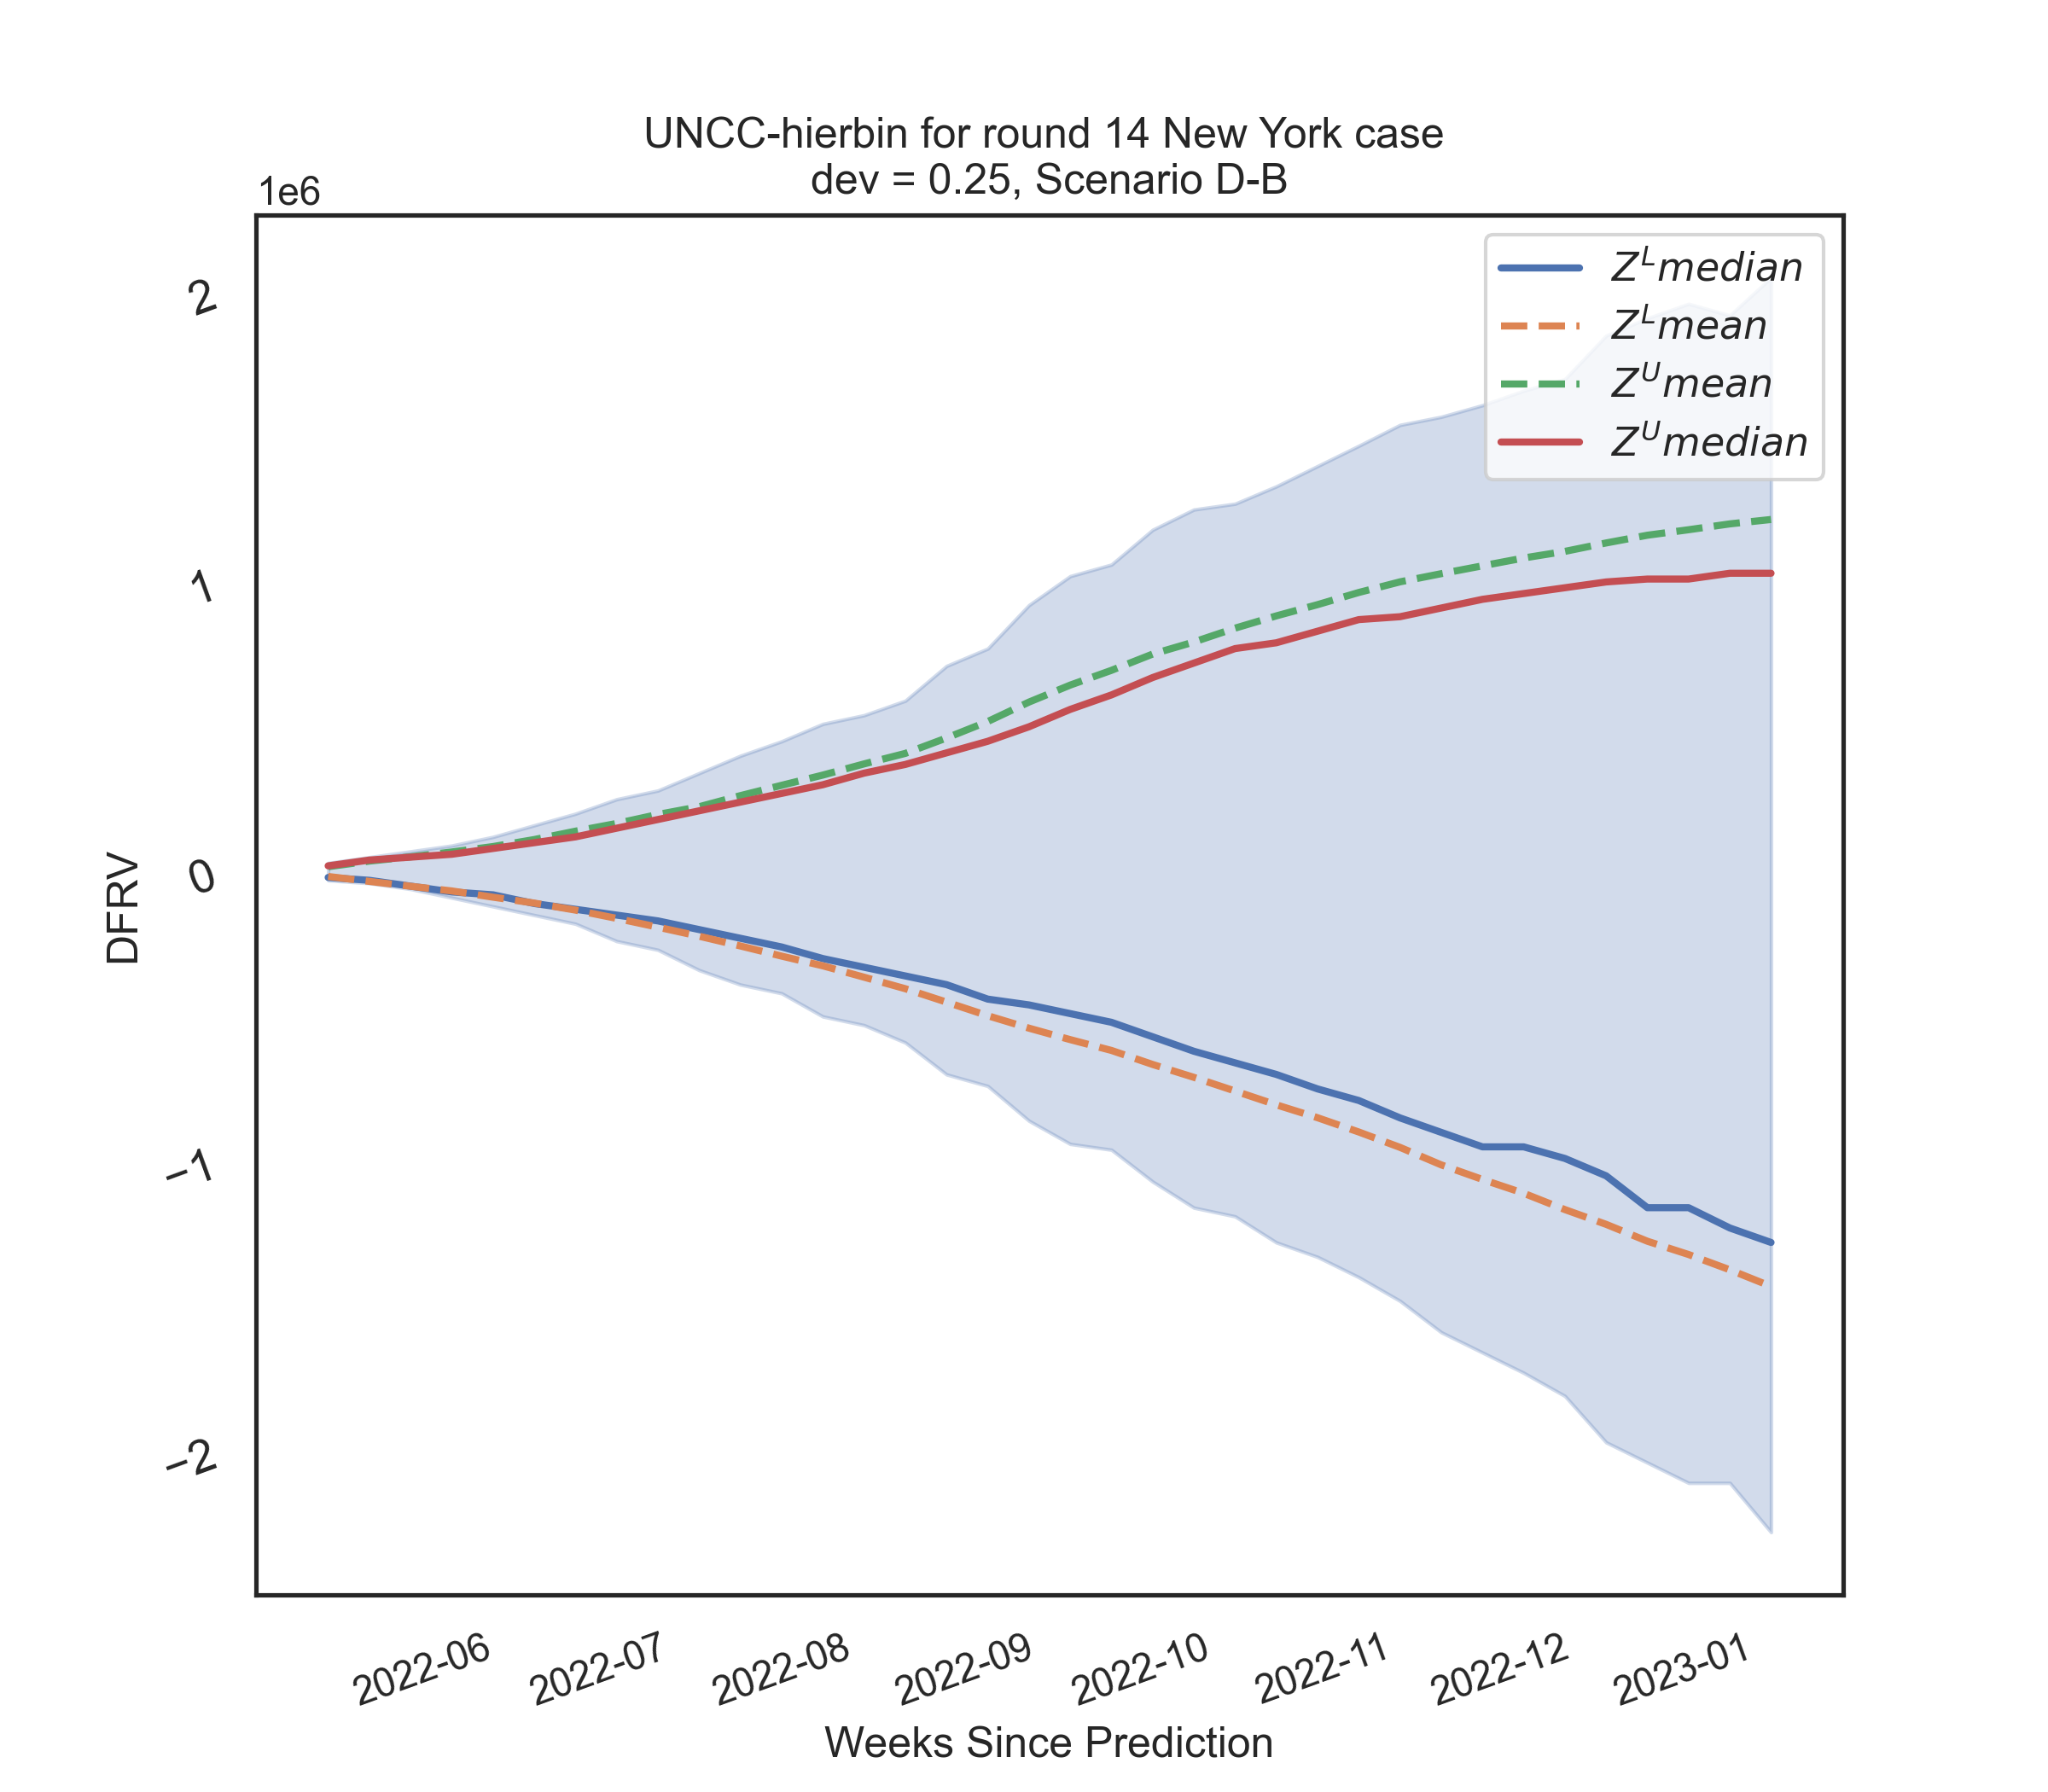 UNCC-hierbin for round 14 New York case
dev = 0.25, Scenario D-B
1e6
Z^L median
Z^L mean
Z^U mean
Z^U median
2
1
0
−1
−2
DFRV
2022-06
2022-07
2022-08
2022-09
2022-10
2022-11
2022-12
2023-01
Weeks Since Prediction